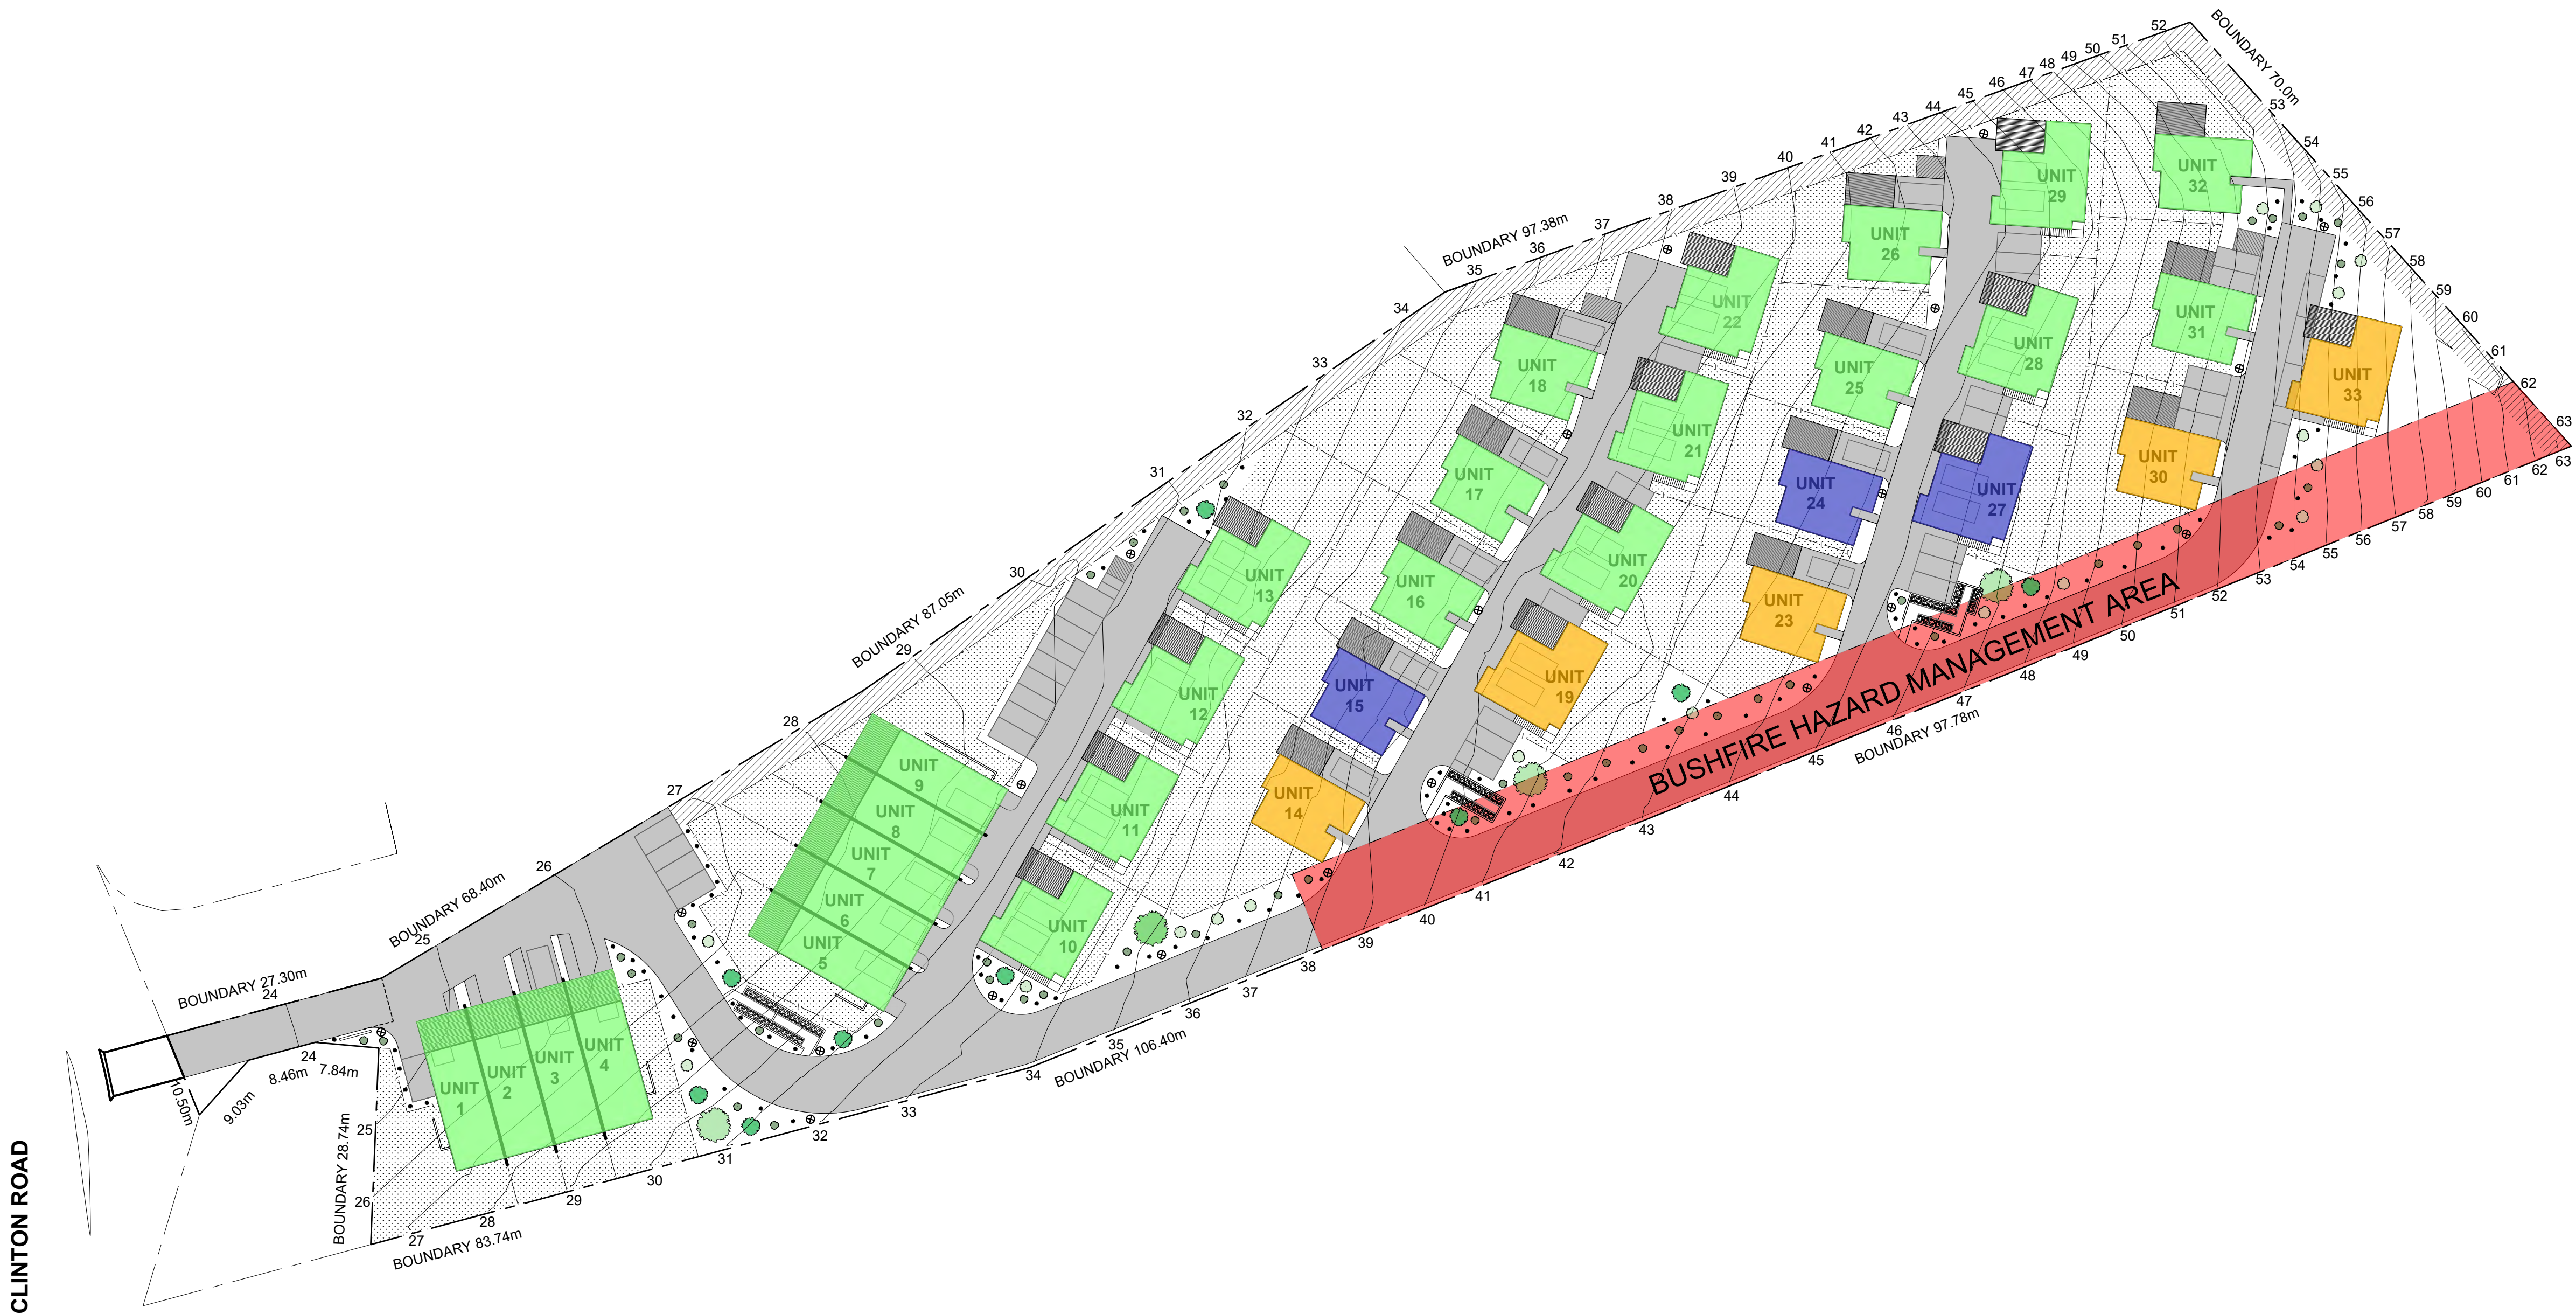 BOUNDARY 70.0m
52
51
50
49
48
47
46
45
44
43
42
41
40
39
38
37
36
35
34
33
32
31
30
29
28
27
26
25
24
53
54
55
56
57
58
59
60
61
62
63
63
62
61
60
59
58
57
56
55
54
53
52
51
50
49
48
47
46
45
44
43
42
41
40
39
38
37
36
35
34
33
32
31
30
29
28
27
26
25
24
BOUNDARY 97.38m
BOUNDARY 87.05m
BOUNDARY 68.40m
BOUNDARY 27.30m
10.50m
9.03m
8.46m
7.84m
BOUNDARY 28.74m
BOUNDARY 83.74m
BOUNDARY 106.40m
BOUNDARY 97.78m
BUSHFIRE HAZARD MANAGEMENT AREA
UNIT
1
UNIT
2
UNIT
3
UNIT
4
UNIT
5
UNIT
6
UNIT
7
UNIT
8
UNIT
9
UNIT
10
UNIT
11
UNIT
12
UNIT
13
UNIT
14
UNIT
15
UNIT
16
UNIT
17
UNIT
18
UNIT
19
UNIT
20
UNIT
21
UNIT
22
UNIT
23
UNIT
24
UNIT
25
UNIT
26
UNIT
27
UNIT
28
UNIT
29
UNIT
30
UNIT
31
UNIT
32
UNIT
33
CLINTON ROAD